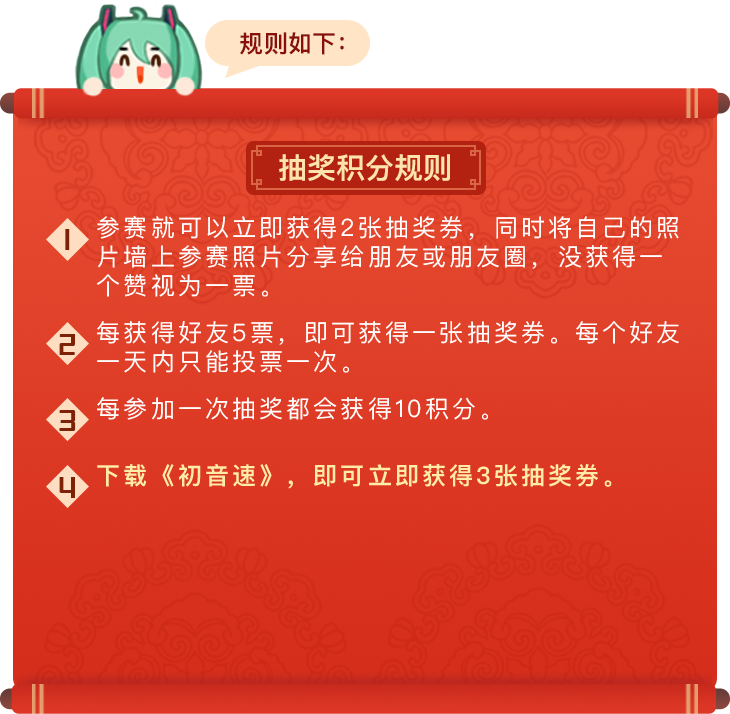 规则如下：
抽奖积分规则
1
参赛就可以立即获得2张抽奖券，同时将自己的照
片墙上参赛照片分享给朋友或朋友圈，没获得一
个赞视为一票。
2
每获得好友5票，即可获得一张抽奖券。每个好友
一天内只能投票一次。
3
每参加一次抽奖都会获得10积分。
4
下载《初音速》，即可立即获得3张抽奖券。